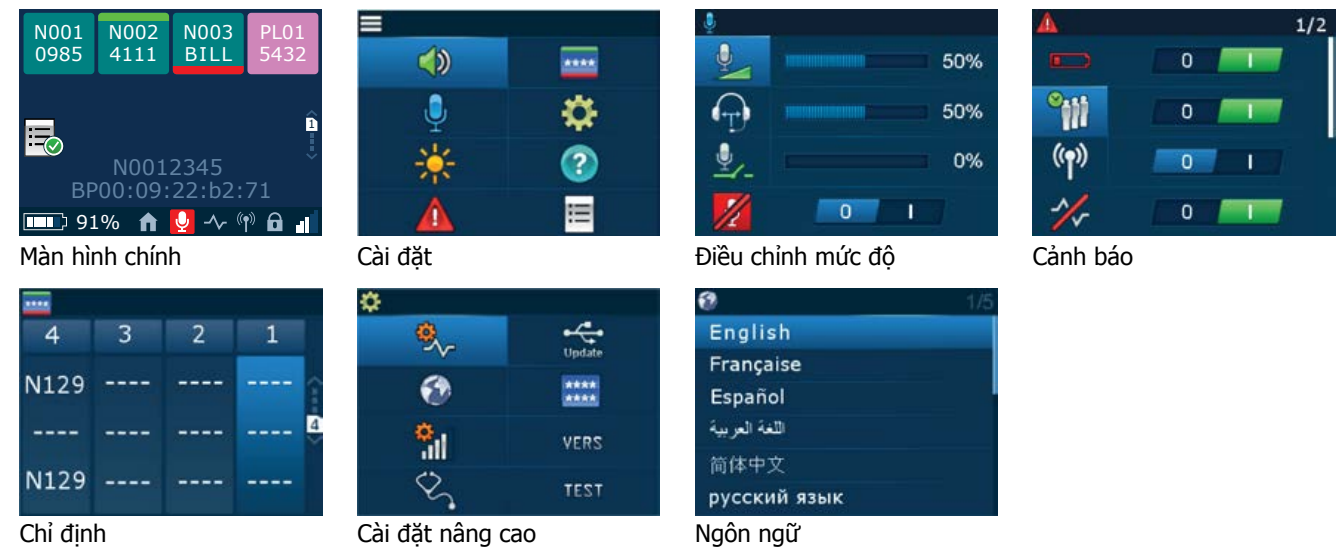 N001 N002 N003 PL01
0985 4111 BILL 5432
1
N0012345
BP00:09:22:b2:71
91%
Màn hình chính
****
?
Cài đặt
50%
T
50%
0%
0 I
Điều chỉnh mức độ
1/2
0 I
0 I
0 I
0 I
Cảnh báo
****
4 3 2 1
N129 ---- ---- ----
---- ---- ---- ---- 4
N129 ---- ---- ----
Chỉ định
Update
****
****
VERS
TEST
Cài đặt nâng cao
1/5
English
Française
Español
اللغة العربية
简体中文
русский язык
Ngôn ngữ